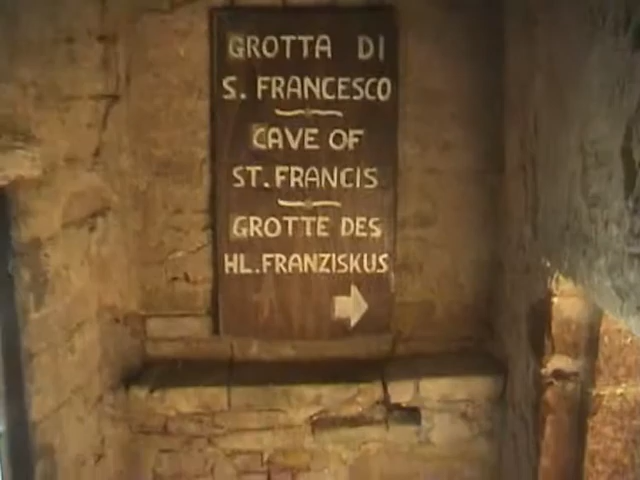 GROTTA DI
S. FRANCESCO
CAVE OF
ST. FRANCIS
GROTTE DES
HL. FRANZISKUS